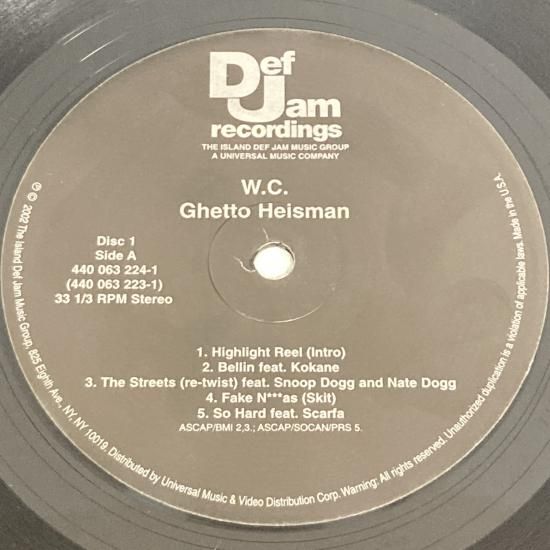 Def
Jam
recordings
THE ISLAND DEF JAM MUSIC GROUP
A UNIVERSAL MUSIC COMPANY
W.C.
Ghetto Heisman
Disc 1
Side A
440 063 224-1
(440 063 223-1)
33 1/3 RPM Stereo
1. Highlight Reel (Intro)
2. Bellin feat. Kokane
3. The Streets (re-twist) feat. Snoop Dogg and Nate Dogg
4. Fake N***as (Skit)
5. So Hard feat. Scarfa
ASCAP/BMI 2,3.; ASCAP/SOCAN/PRS 5.
℗ © 2002 The Island Def Jam Music Group, 825 Eighth Ave., NY, NY 10019. Distributed by Universal Music & Video Distribution Corp. Warning: All rights reserved. Unauthorized duplication is a violation of applicable laws. Made in the U.S.A.